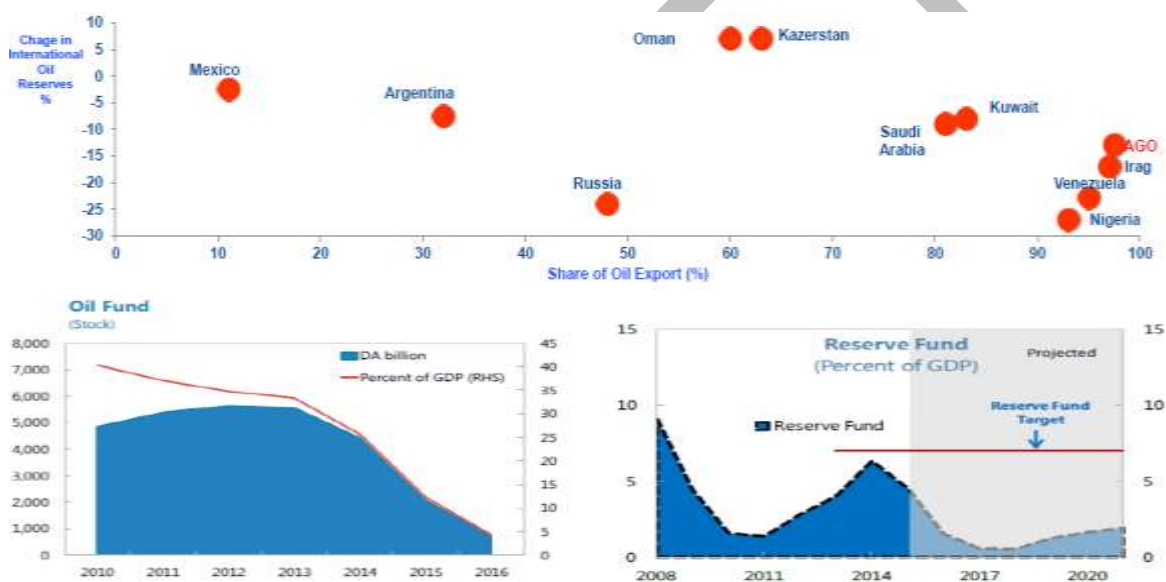 Chage in
International
Oil
Reserves
%
10
5
0
-5
-10
-15
-20
-25
-30
Mexico
Argentina
Russia
Oman
Kazerstan
Saudi
Arabia
Kuwait
AGO
Irag
Venezuela
Nigeria
0 10 20 30 40 50 60 70 80 90 100
Share of Oil Export (%)
Oil Fund
(Stock)
8,000
7,000
6,000
5,000
4,000
3,000
2,000
1,000
0
DA billion
Percent of GDP (RHS)
45
40
35
30
25
20
15
10
5
0
2010 2011 2012 2013 2014 2015 2016
15
10
5
0
Reserve Fund
(Percent of GDP)
Projected
Reserve Fund
Target
Reserve Fund
15
10
5
0
2008 2011 2014 2017 2020